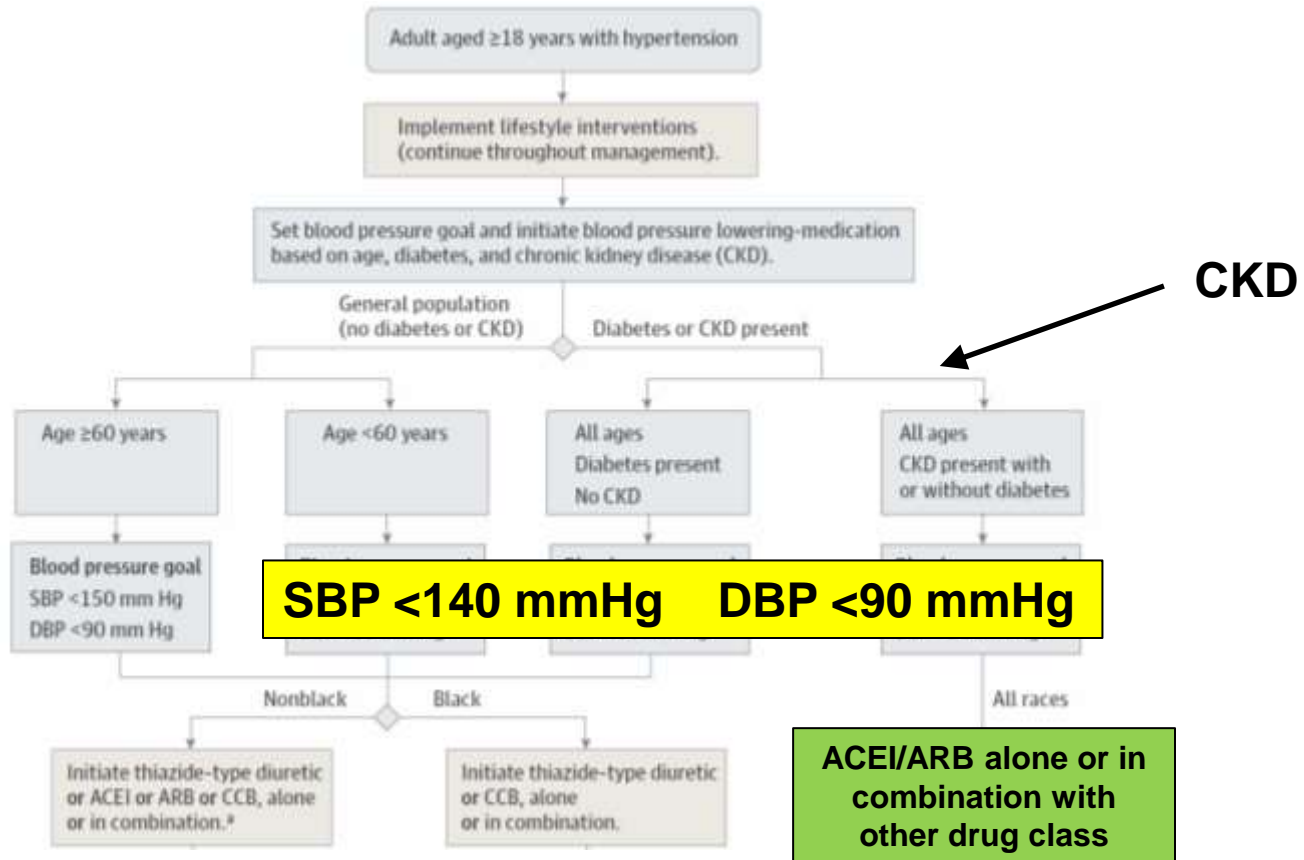 Adult aged ≥18 years with hypertension
Implement lifestyle interventions
(continue throughout management).
Set blood pressure goal and initiate blood pressure lowering-medication
based on age, diabetes, and chronic kidney disease (CKD).
CKD
General population
(no diabetes or CKD)
Diabetes or CKD present
Age ≥60 years
Age <60 years
All ages
Diabetes present
No CKD
All ages
CKD present with
or without diabetes
Blood pressure goal
SBP <150 mm Hg
DBP <90 mm Hg
SBP <140 mmHg DBP <90 mmHg
Nonblack
Black
All races
Initiate thiazide-type diuretic
or ACEI or ARB or CCB, alone
or in combination.ª
Initiate thiazide-type diuretic
or CCB, alone
or in combination.
ACEI/ARB alone or in
combination with
other drug class